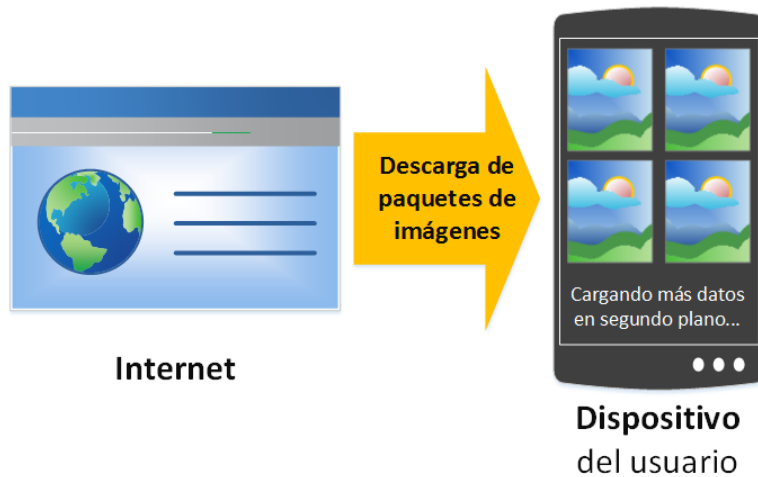 Descarga de
paquetes de
imágenes
Cargando más datos
en segundo plano...
Internet
Dispositivo
del usuario